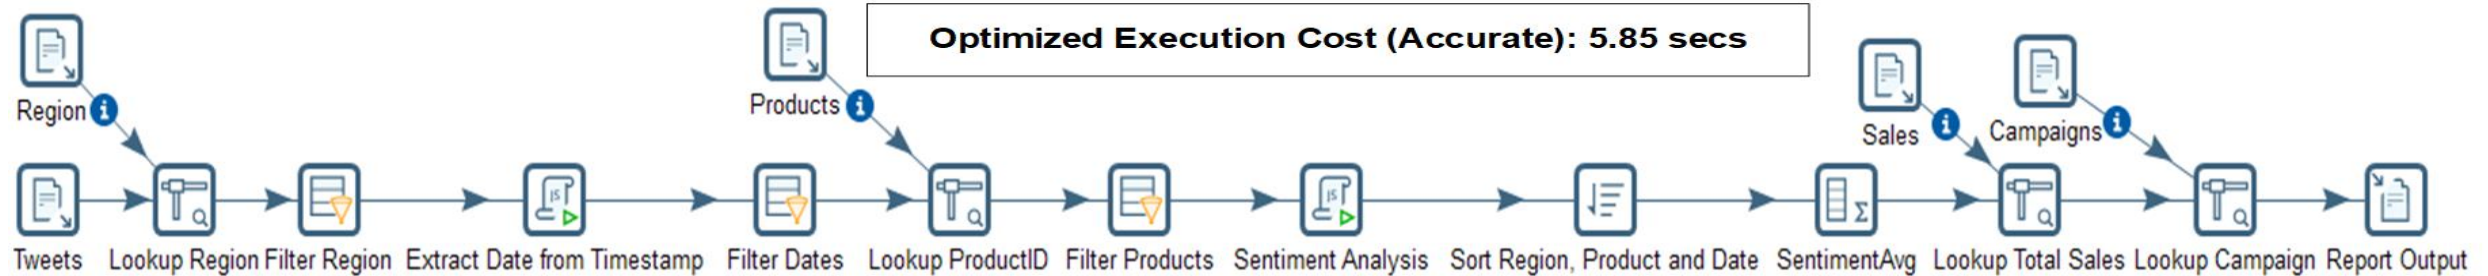 Optimized Execution Cost (Accurate): 5.85 secs
Region
Products
Sales
Campaigns
Tweets
Lookup Region
Filter Region
Extract Date from Timestamp
Filter Dates
Lookup ProductID
Filter Products
Sentiment Analysis
Sort Region, Product and Date
SentimentAvg
Lookup Total Sales
Lookup Campaign
Report Output